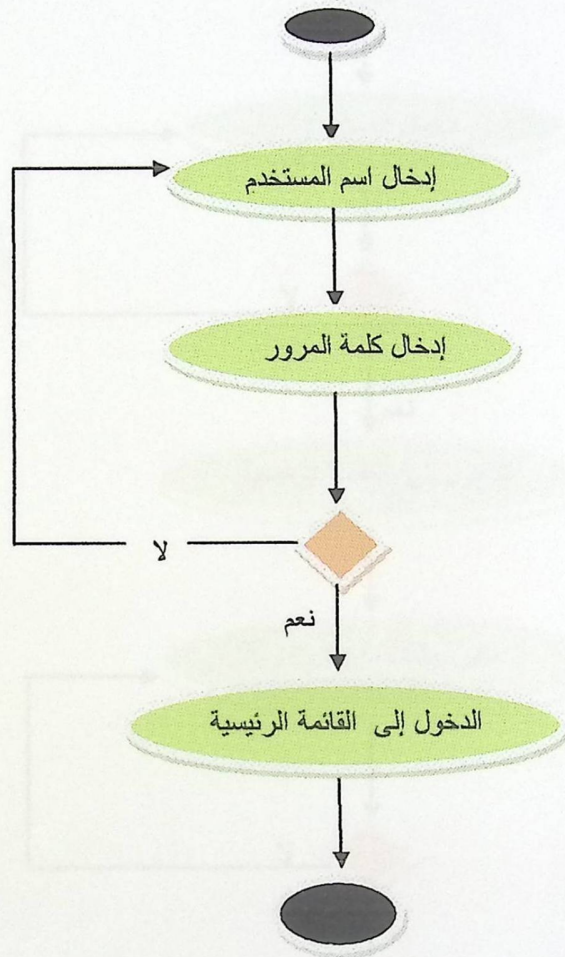 إدخال اسم المستخدم
إدخال كلمة المرور
لا
نعم
الدخول إلى القائمة الرئيسية